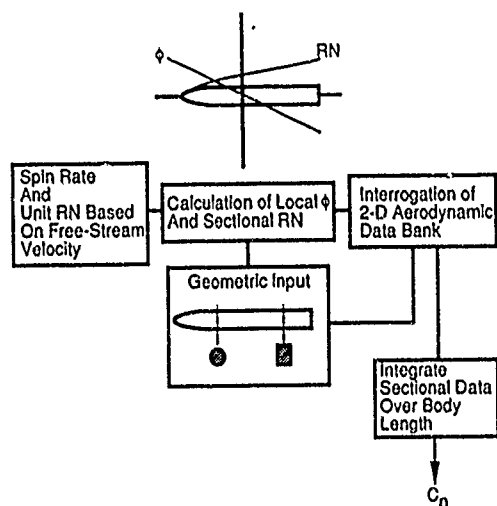 ϕ
RN
Spin Rate
And
Unit RN Based
On Free-Stream
Velocity
Calculation of Local ϕ
And Sectional RN
Interrogation of
2-D Aerodynamic
Data Bank
Geometric Input
Integrate
Sectional Data
Over Body
Length
Cn